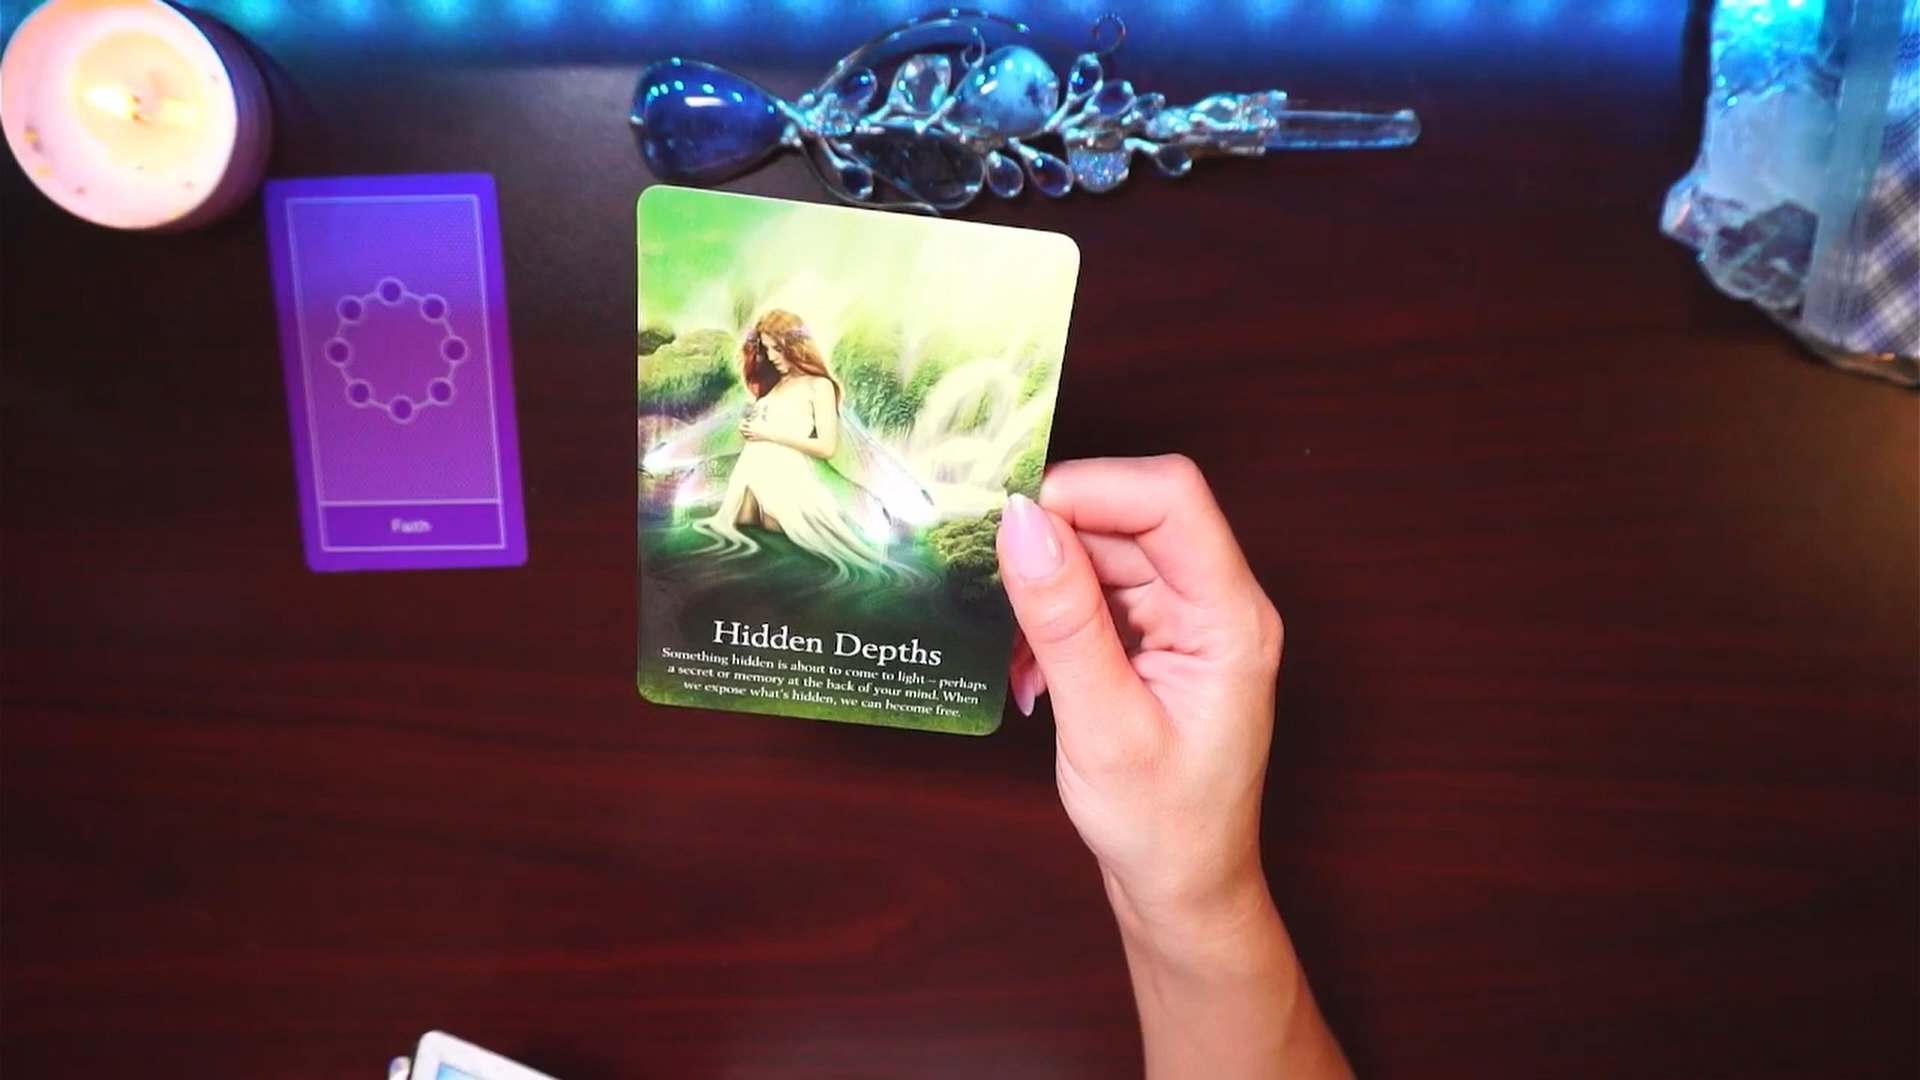 Faith
Hidden Depths
Something hidden is about to come to light – perhaps
a secret or memory at the back of your mind. When
we expose what's hidden, we can become free.